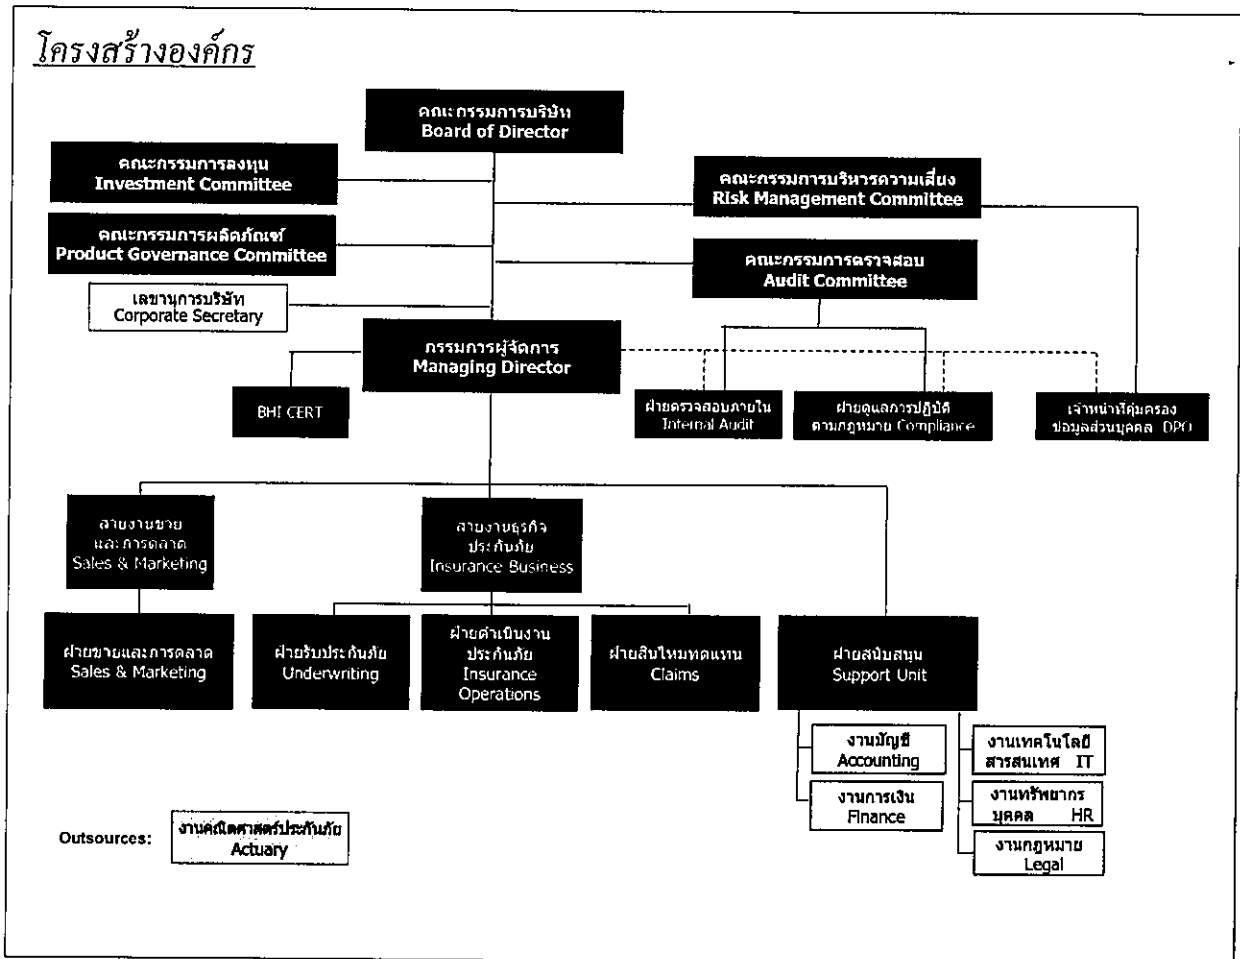 โครงสร้างองค์กร
คณะกรรมการบริษัท
Board of Director
คณะกรรมการลงทุน
Investment Committee
คณะกรรมการบริหารความเสี่ยง
Risk Management Committee
คณะกรรมการผลิตภัณฑ์
Product Governance Committee
คณะกรรมการตรวจสอบ
Audit Committee
เลขานุการบริษัท
Corporate Secretary
กรรมการผู้จัดการ
Managing Director
BHI CERT
ฝ่ายตรวจสอบภายใน
Internal Audit
ฝ่ายดูแลการปฏิบัติ
ตามกฎหมาย Compliance
เจ้าหน้าที่คุ้มครอง
ข้อมูลส่วนบุคคล DPO
สายงานขาย
และการตลาด
Sales & Marketing
สายงานธุรกิจ
ประกันภัย
Insurance Business
ฝ่ายขายและการตลาด
Sales & Marketing
ฝ่ายรับประกันภัย
Underwriting
ฝ่ายดำเนินงาน
ประกันภัย
Insurance
Operations
ฝ่ายสินไหมทดแทน
Claims
ฝ่ายสนับสนุน
Support Unit
งานบัญชี
Accounting
งานเทคโนโลยี
สารสนเทศ IT
งานการเงิน
Finance
งานทรัพยากร
บุคคล HR
งานกฎหมาย
Legal
Outsources:
งานคณิตศาสตร์ประกันภัย
Actuary